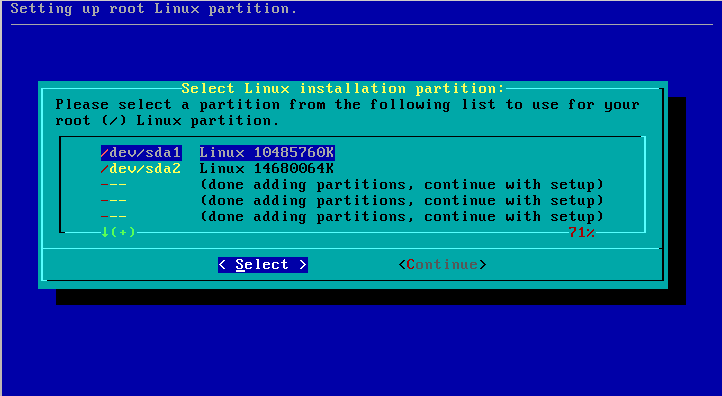 Setting up root Linux partition.
Select Linux installation partition:
Please select a partition from the following list to use for your
root (/) Linux partition.
/dev/sda1 Linux 10485760K
/dev/sda2 Linux 14680064K
--- (done adding partitions, continue with setup)
--- (done adding partitions, continue with setup)
--- (done adding partitions, continue with setup)
↓(+) 71%
< Select > <Continue>